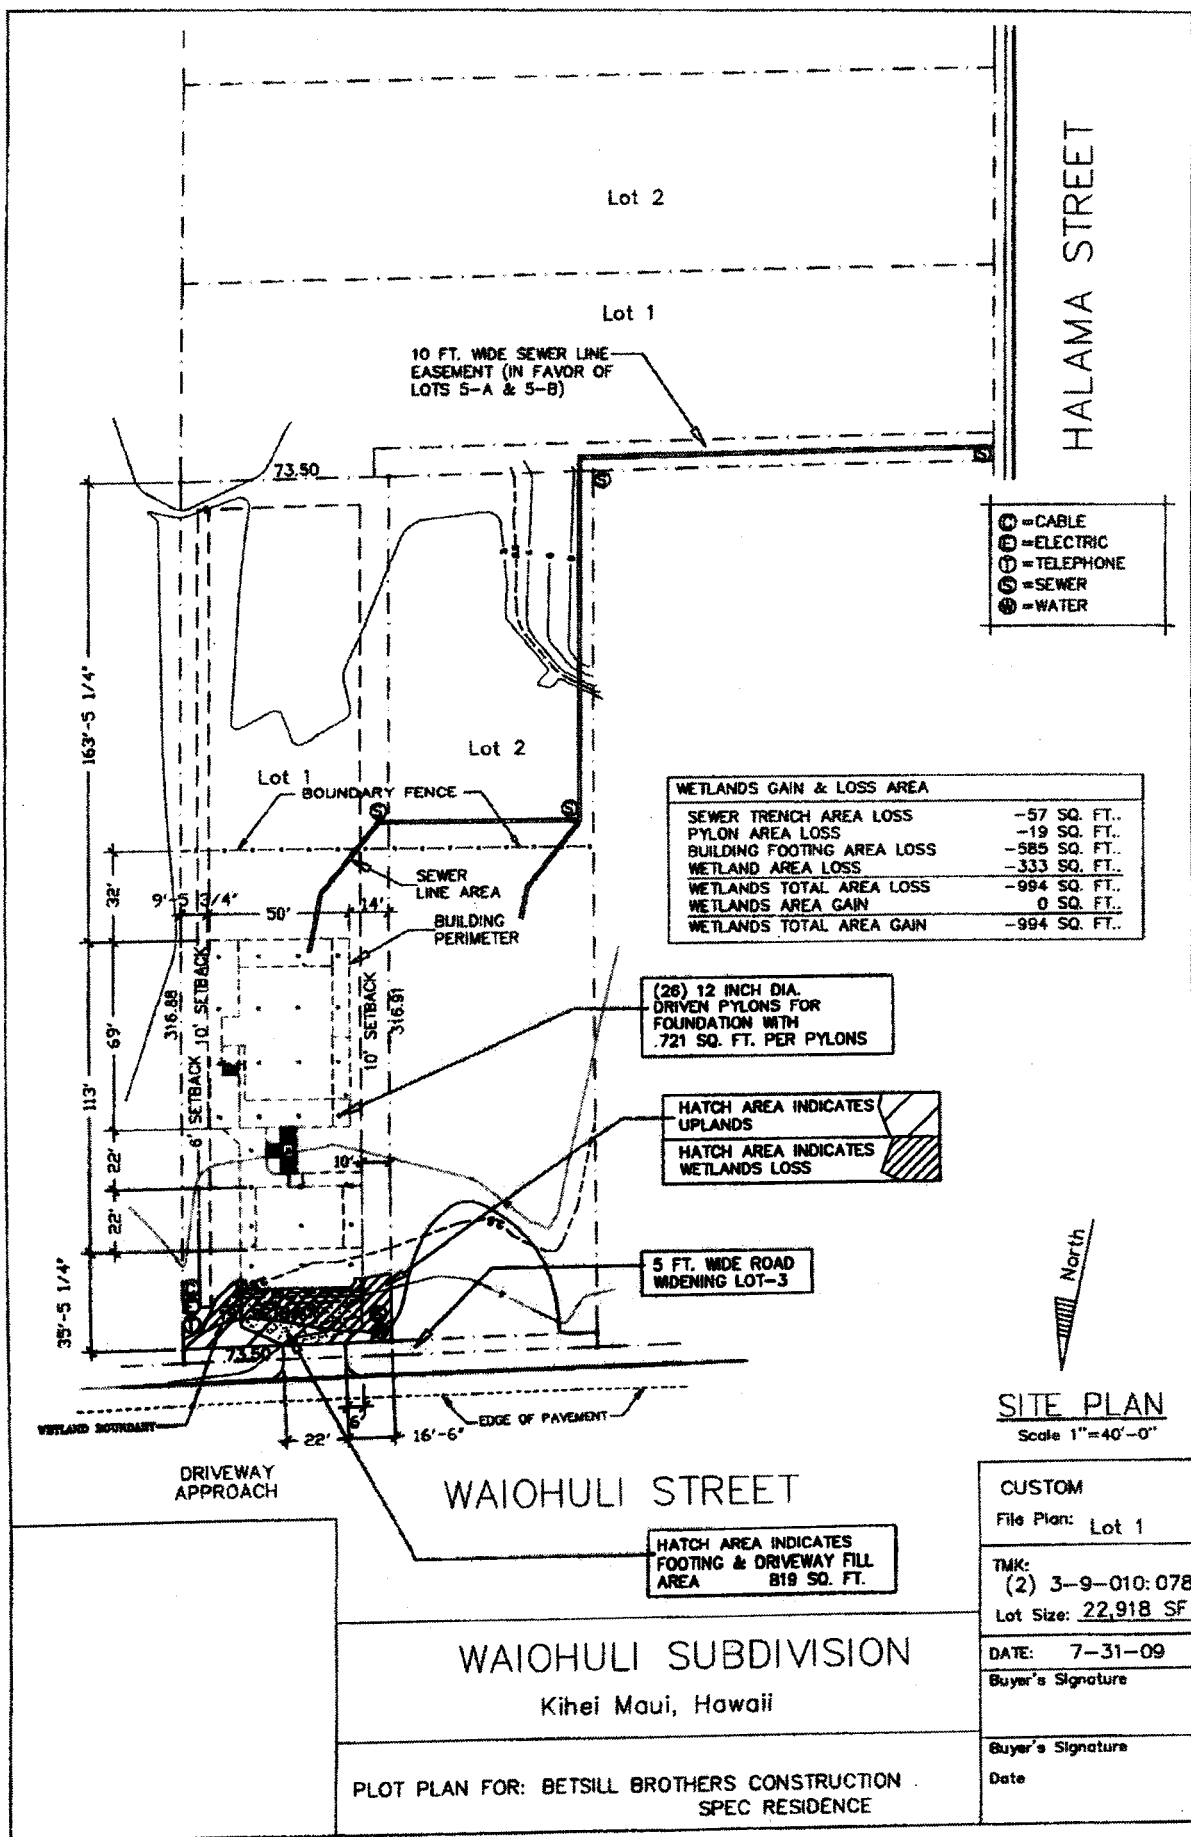 Lot 2
Lot 1
HALAMA STREET
10 FT. WIDE SEWER LINE
EASEMENT (IN FAVOR OF
LOTS 5-A & 5-B)
S
S
73.50
Ⓒ =CABLE
Ⓔ =ELECTRIC
Ⓣ =TELEPHONE
Ⓢ =SEWER
Ⓦ =WATER
163'-5 1/4"
Lot 2
Lot 1
BOUNDARY FENCE
S
S
SEWER
LINE AREA
BUILDING
PERIMETER
32'
9'-5 3/4"
50'
14'
WETLANDS GAIN & LOSS AREA
SEWER TRENCH AREA LOSS -57 SQ. FT..
PYLON AREA LOSS -19 SQ. FT..
BUILDING FOOTING AREA LOSS -585 SQ. FT..
WETLAND AREA LOSS -333 SQ. FT..
WETLANDS TOTAL AREA LOSS -994 SQ. FT..
WETLANDS AREA GAIN 0 SQ. FT..
WETLANDS TOTAL AREA GAIN -994 SQ. FT..
316.88
10' SETBACK
6' SETBACK
10' SETBACK
316.91
69'
113'
22'
22'
10'
35'-5 1/4"
(26) 12 INCH DIA.
DRIVEN PYLONS FOR
FOUNDATION WITH
.721 SQ. FT. PER PYLONS
HATCH AREA INDICATES
UPLANDS
HATCH AREA INDICATES
WETLANDS LOSS
5 FT. WIDE ROAD
WIDENING LOT-3
North
73.50
WETLAND BOUNDARY
6'
22'
16'-6"
EDGE OF PAVEMENT
DRIVEWAY
APPROACH
WAIOHULI STREET
SITE PLAN
Scale 1"=40'-0"
HATCH AREA INDICATES
FOOTING & DRIVEWAY FILL
AREA 819 SQ. FT.
CUSTOM
File Plan: Lot 1
TMK:
(2) 3-9-010:078
Lot Size: 22,918 SF
DATE: 7-31-09
Buyer's Signature
Buyer's Signature
Date
WAIOHULI SUBDIVISION
Kihei Maui, Hawaii
PLOT PLAN FOR: BETSILL BROTHERS CONSTRUCTION
SPEC RESIDENCE